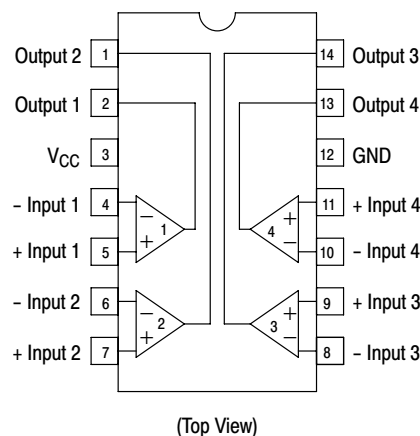 Output 2 1 14 Output 3
Output 1 2 13 Output 4
VCC 3 12 GND
– Input 1 4 – 11 + Input 4
1 + 4
+ Input 1 5 + – 10 – Input 4
– Input 2 6 – 9 + Input 3
2 + 3
+ Input 2 7 + – 8 – Input 3
(Top View)